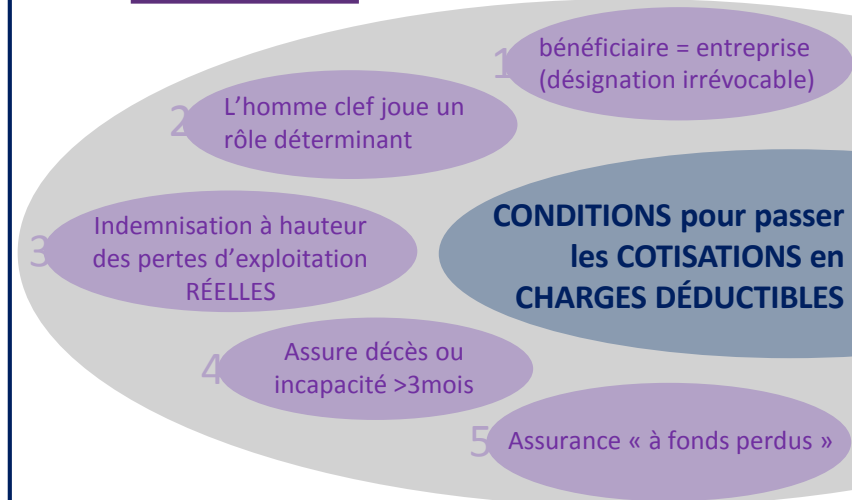 1
bénéficiaire = entreprise
(désignation irrévocable)
2
L'homme clef joue un
rôle déterminant
3
Indemnisation à hauteur
des pertes d'exploitation
RÉELLES
CONDITIONS pour passer
les COTISATIONS en
CHARGES DÉDUCTIBLES
4
Assure décès ou
incapacité >3mois
5
Assurance « à fonds perdus »